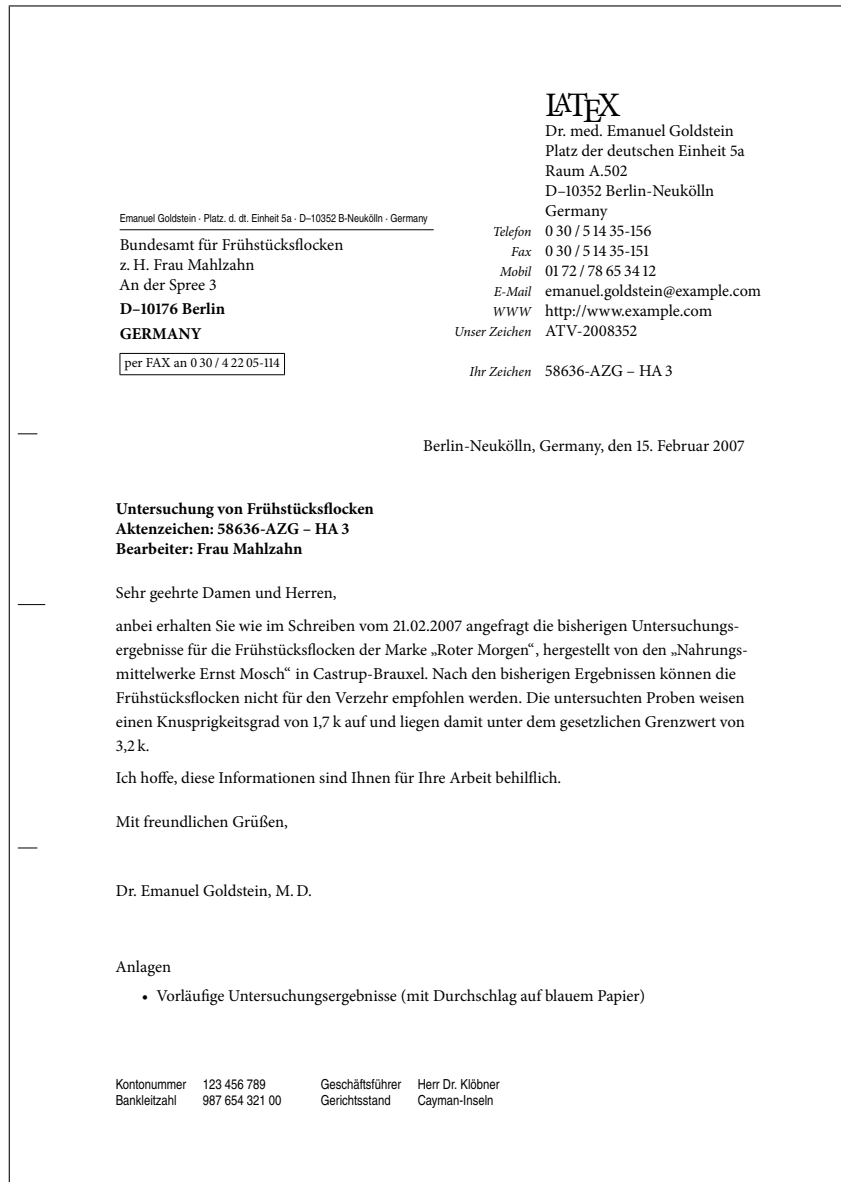 LATEX
Dr. med. Emanuel Goldstein
Platz der deutschen Einheit 5a
Raum A.502
D–10352 Berlin-Neukölln
Germany
Telefon 0 30 / 5 14 35-156
Fax 0 30 / 5 14 35-151
Mobil 01 72 / 78 65 34 12
E-Mail emanuel.goldstein@example.com
WWW http://www.example.com
Unser Zeichen ATV-2008352
Ihr Zeichen 58636-AZG – HA 3
Emanuel Goldstein · Platz. d. dt. Einheit 5a · D–10352 B-Neukölln · Germany
Bundesamt für Frühstücksflocken
z. H. Frau Mahlzahn
An der Spree 3
D–10176 Berlin
GERMANY
per FAX an 0 30 / 4 22 05-114
Berlin-Neukölln, Germany, den 15. Februar 2007
Untersuchung von Frühstücksflocken
Aktenzeichen: 58636-AZG – HA 3
Bearbeiter: Frau Mahlzahn
Sehr geehrte Damen und Herren,
anbei erhalten Sie wie im Schreiben vom 21.02.2007 angefragt die bisherigen Untersuchungs-
ergebnisse für die Frühstücksflocken der Marke „Roter Morgen“, hergestellt von den „Nahrungs-
mittelwerke Ernst Mosch“ in Castrup-Brauxel. Nach den bisherigen Ergebnissen können die
Frühstücksflocken nicht für den Verzehr empfohlen werden. Die untersuchten Proben weisen
einen Knusprigkeitsgrad von 1,7 k auf und liegen damit unter dem gesetzlichen Grenzwert von
3,2 k.
Ich hoffe, diese Informationen sind Ihnen für Ihre Arbeit behilflich.
Mit freundlichen Grüßen,
Dr. Emanuel Goldstein, M. D.
Anlagen
• Vorläufige Untersuchungsergebnisse (mit Durchschlag auf blauem Papier)
Kontonummer 123 456 789 Geschäftsführer Herr Dr. Klöbner
Bankleitzahl 987 654 321 00 Gerichtsstand Cayman-Inseln